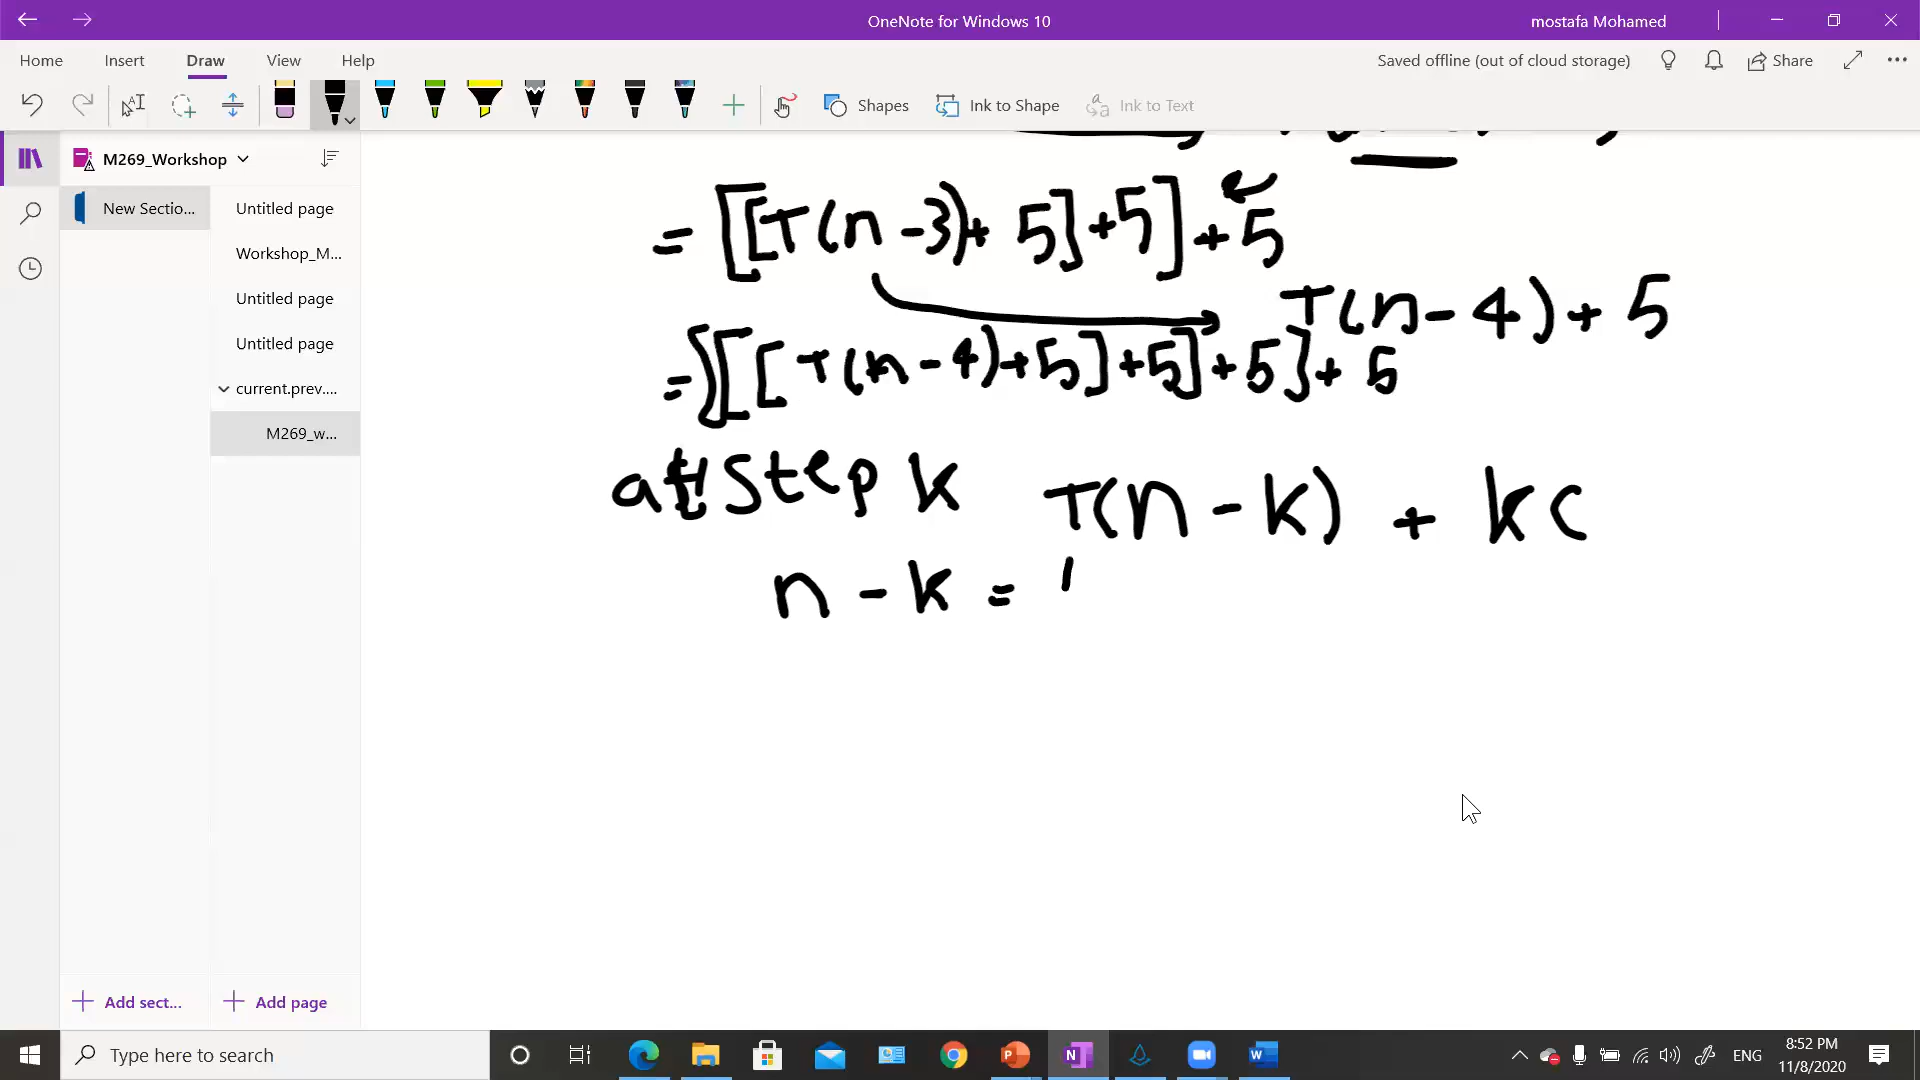 OneNote for Windows 10
mostafa Mohamed
Home Insert Draw View Help
Saved offline (out of cloud storage)
Share
Shapes
Ink to Shape
Ink to Text
M269_Workshop
New Sectio...
Untitled page
Workshop_M...
Untitled page
Untitled page
current.prev....
M269_w...
= [[T(n-3)+ 5]+5]+5
T(n-4)+ 5
=[[[T(n-4)+5]+5]+5]+ 5
at Step k T(n-k) + kc
n-k = 1
Add sect...
Add page
Type here to search
ENG
8:52 PM
11/8/2020